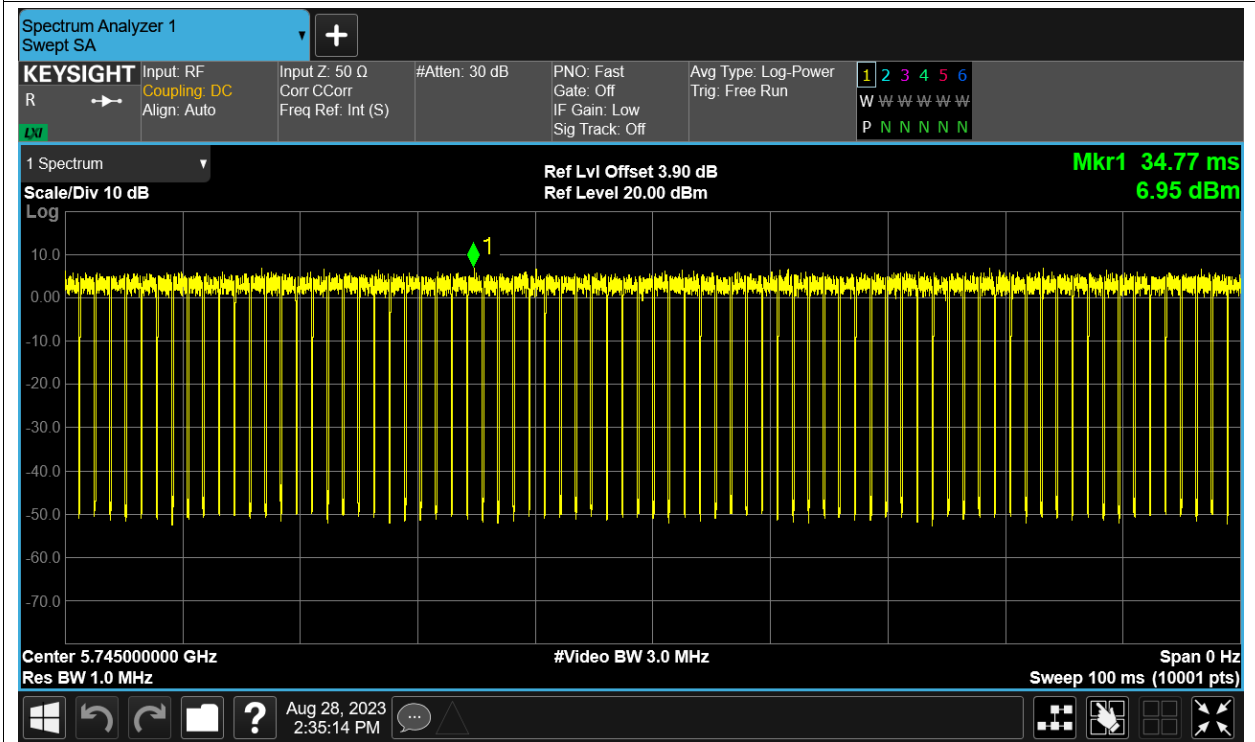 Spectrum Analyzer 1
Swept SA
KEYSIGHT Input: RF Input Z: 50 Ω #Atten: 30 dB PNO: Fast Avg Type: Log-Power 1 2 3 4 5 6
R Coupling: DC Corr CCorr Gate: Off Trig: Free Run W W W W W W
Align: Auto Freq Ref: Int (S) IF Gain: Low
LXI Sig Track: Off P N N N N N
1 Spectrum Ref Lvl Offset 3.90 dB Mkr1 34.77 ms
Scale/Div 10 dB Ref Level 20.00 dBm 6.95 dBm
Log
1
10.0
0.00
-10.0
-20.0
-30.0
-40.0
-50.0
-60.0
-70.0
Center 5.745000000 GHz #Video BW 3.0 MHz Span 0 Hz
Res BW 1.0 MHz Sweep 100 ms (10001 pts)
? Aug 28, 2023
2:35:14 PM